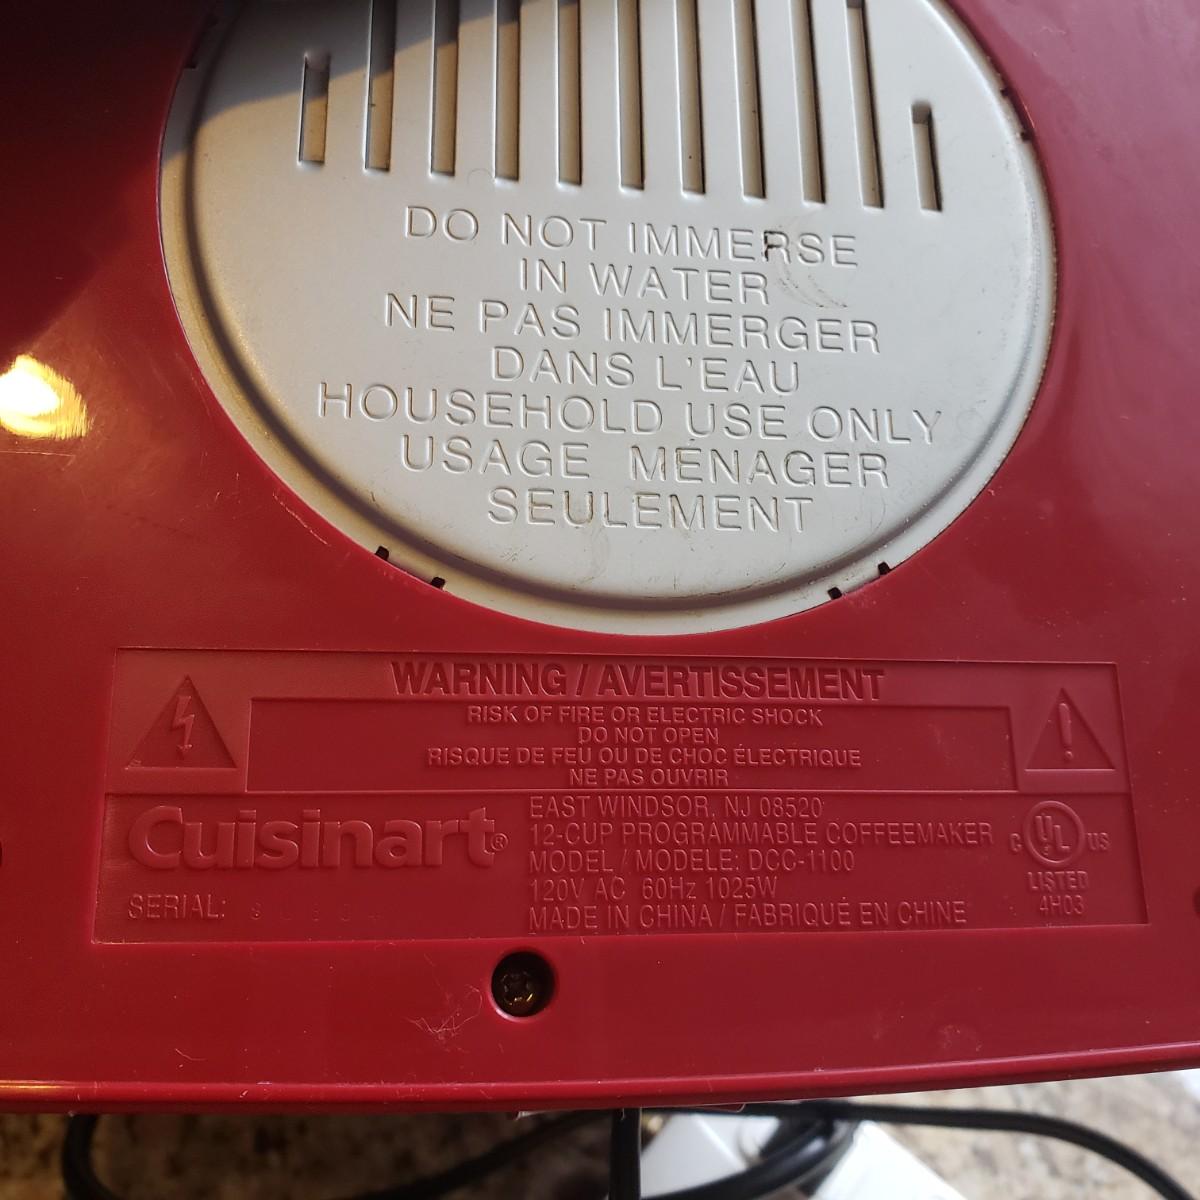 DO NOT IMMERSE
IN WATER
NE PAS IMMERGER
DANS L'EAU
HOUSEHOLD USE ONLY
USAGE MÉNAGER
SEULEMENT
WARNING / AVERTISSEMENT
RISK OF FIRE OR ELECTRIC SHOCK
DO NOT OPEN
RISQUE DE FEU OU DE CHOC ÉLECTRIQUE
NE PAS OUVRIR
Cuisinart®
SERIAL:
EAST WINDSOR, NJ 08520
12-CUP PROGRAMMABLE COFFEEMAKER
MODEL / MODELE: DCC-1100
120V AC 60Hz 1025W
MADE IN CHINA / FABRIQUÉ EN CHINE
C UL US
LISTED
4H03